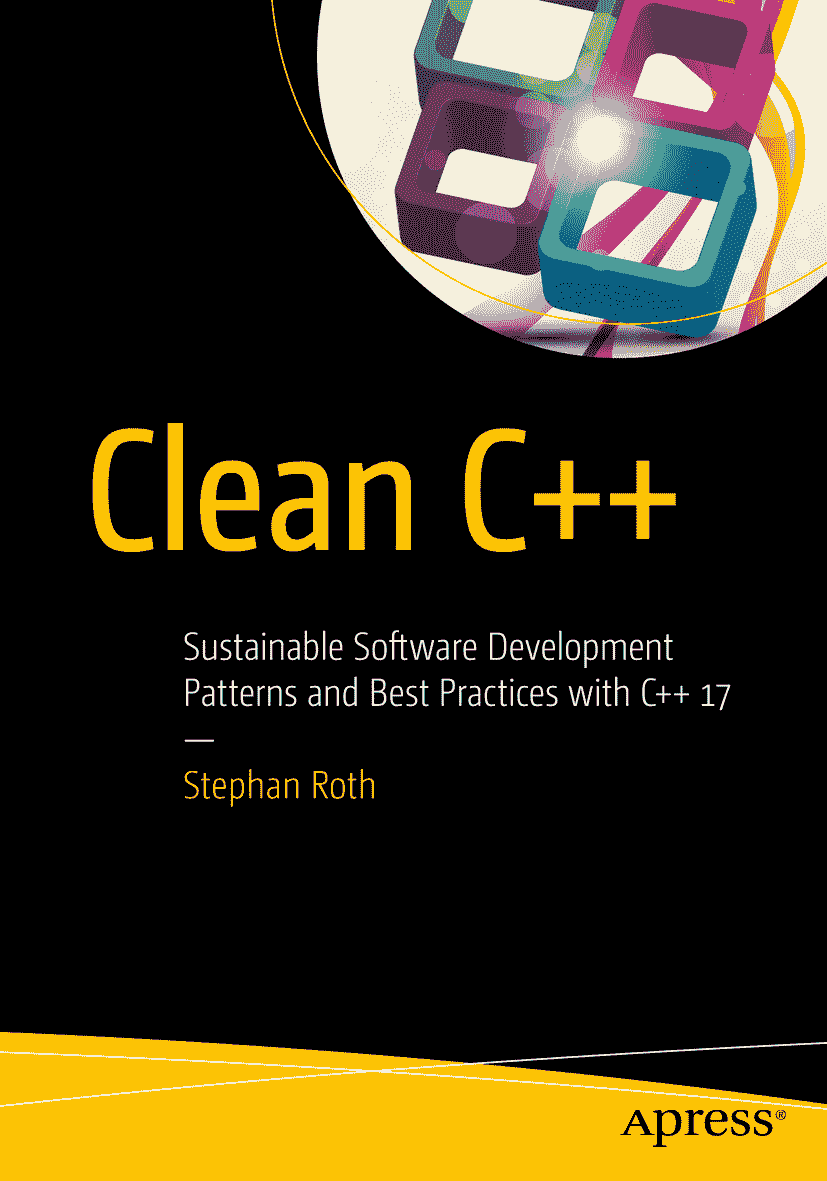 Clean C++
Sustainable Software Development
Patterns and Best Practices with C++ 17
—
Stephan Roth
Apress®